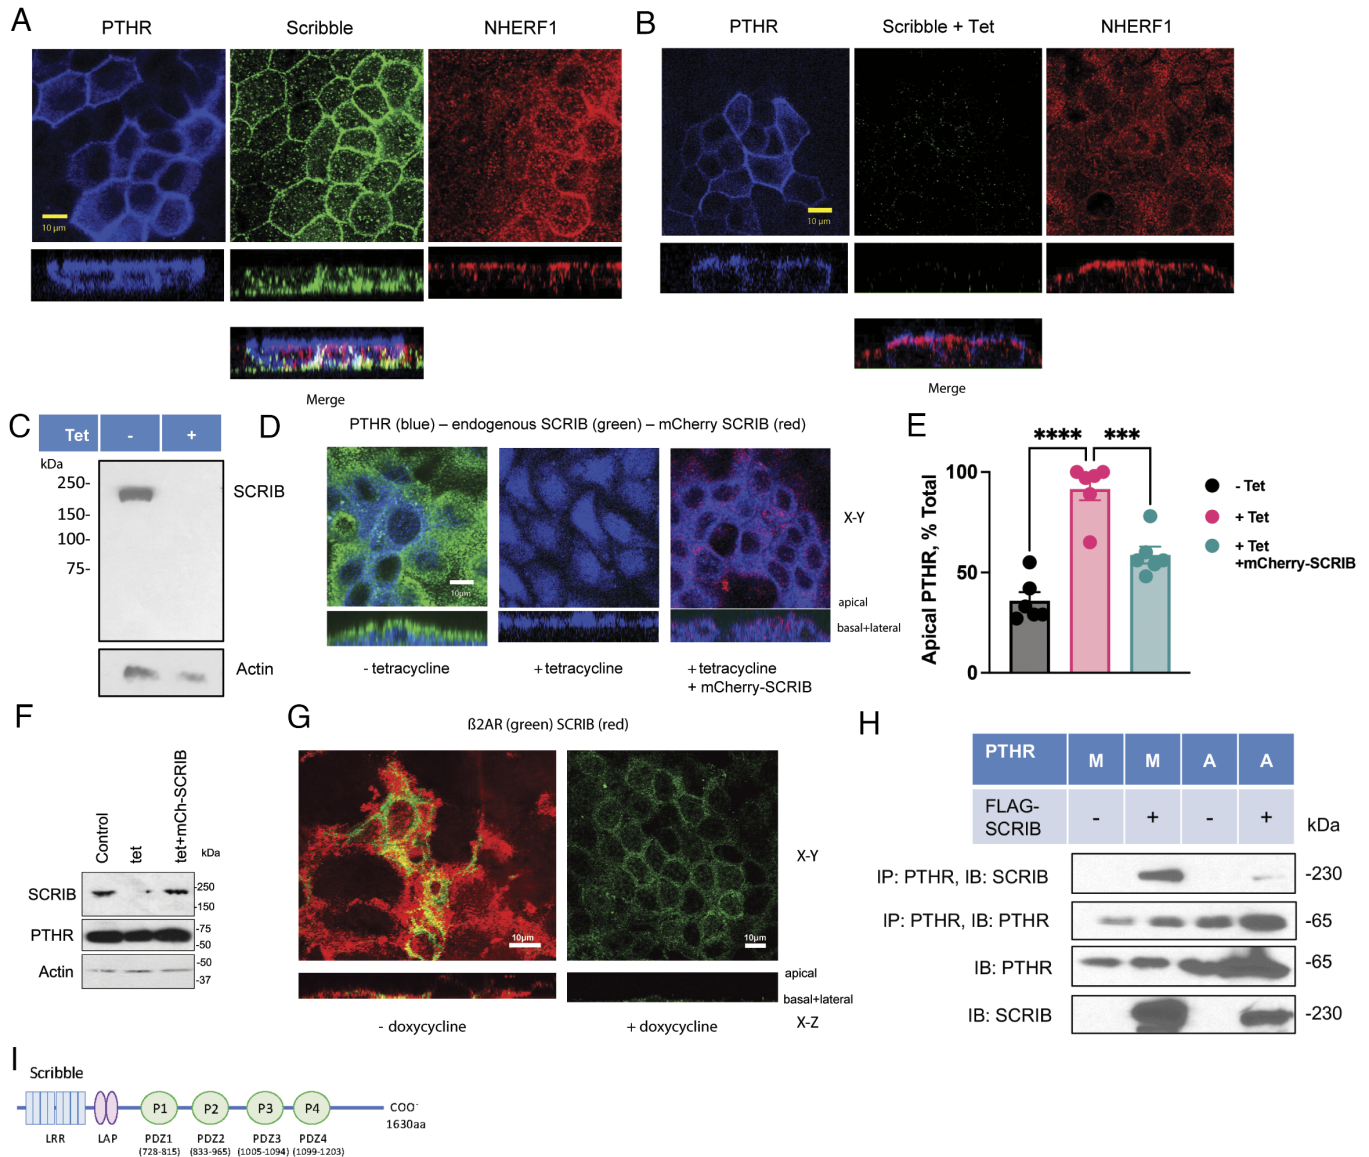 A
PTHR
Scribble
NHERF1
10 µm
Merge
B
PTHR
Scribble + Tet
NHERF1
10 µm
Merge
C
Tet - +
kDa
250-
150-
100-
75-
SCRIB
Actin
D
PTHR (blue) – endogenous SCRIB (green) – mCherry SCRIB (red)
10µm
X-Y
apical
basal+lateral
- tetracycline
+ tetracycline
+ tetracycline
+ mCherry-SCRIB
E
**** ***
Apical PTHR, % Total
100
50
0
- Tet
+ Tet
+ Tet
+mCherry-SCRIB
F
Control
tet
tet+mCh-SCRIB
kDa
SCRIB
-250
-150
PTHR
-75
-50
Actin
-50
-37
G
ß2AR (green) SCRIB (red)
10µm
10µm
X-Y
apical
basal+lateral
X-Z
- doxycycline
+ doxycycline
H
PTHR M M A A
FLAG-
SCRIB - + - +
kDa
IP: PTHR, IB: SCRIB -230
IP: PTHR, IB: PTHR -65
IB: PTHR -65
IB: SCRIB -230
I
Scribble
P1 P2 P3 P4
COO-
1630aa
LRR LAP PDZ1 PDZ2 PDZ3 PDZ4
(728-815) (833-965) (1005-1094) (1099-1203)